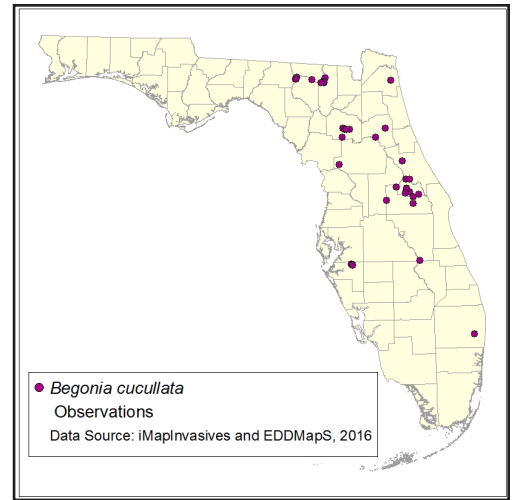 Begonia cucullata
Observations
Data Source: iMapInvasives and EDDMapS, 2016